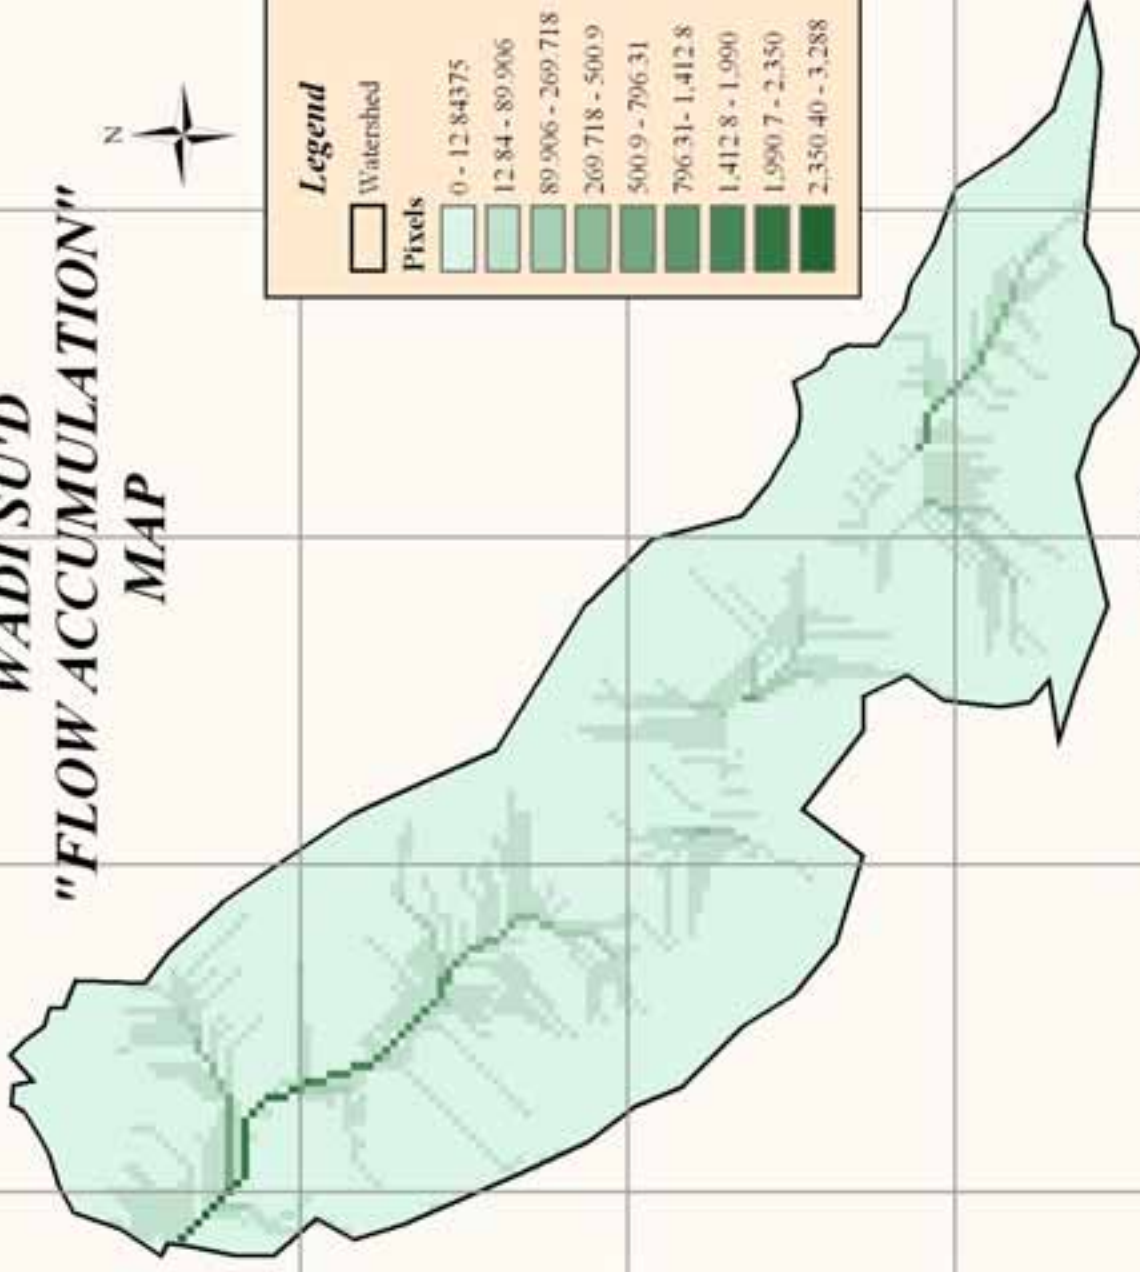 WADI SU'D
"FLOW ACCUMULATION"
MAP
N
Legend
Watershed
Pixels
0 - 12.84375
12.84 - 89.906
89.906 - 269.718
269.718 - 500.9
500.9 - 796.31
796.31- 1,412.8
1,412.8 - 1,990
1,990.7 - 2,350
2,350.40 - 3,288